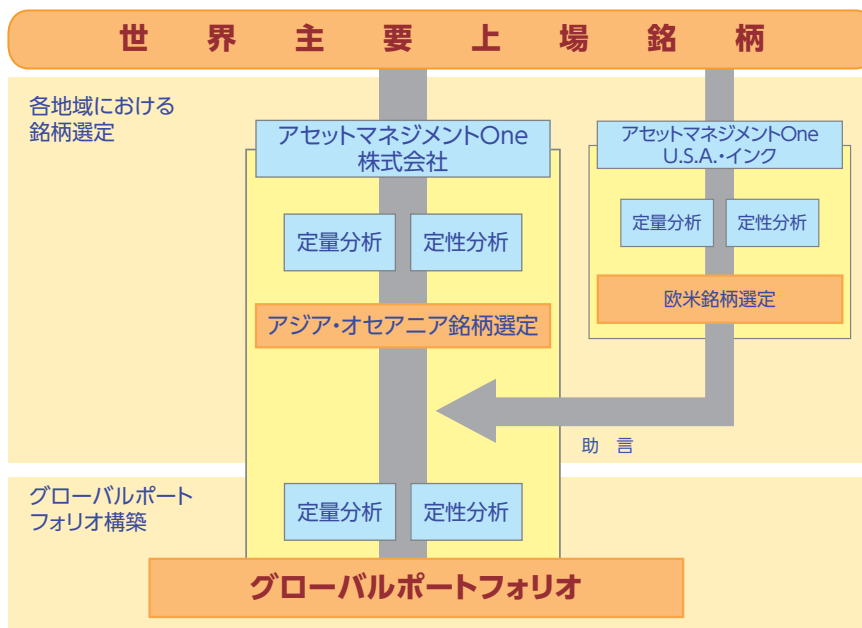 世界主要上場銘柄
各地域における
銘柄選定
アセットマネジメントOne
株式会社
定量分析
定性分析
アジア・オセアニア銘柄選定
アセットマネジメントOne
U.S.A.・インク
定量分析
定性分析
欧米銘柄選定
助言
グローバルポート
フォリオ構築
定量分析
定性分析
グローバルポートフォリオ